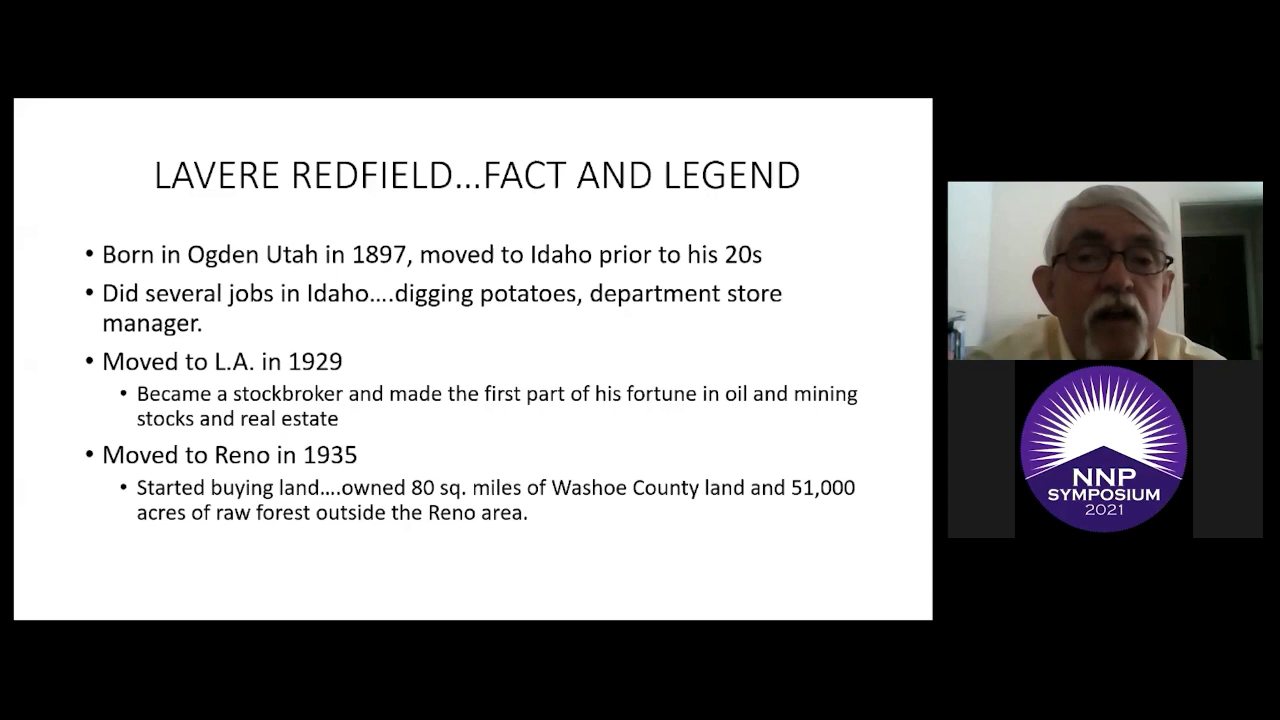 LAVERE REDFIELD...FACT AND LEGEND
• Born in Ogden Utah in 1897, moved to Idaho prior to his 20s
• Did several jobs in Idaho....digging potatoes, department store
manager.
• Moved to L.A. in 1929
• Became a stockbroker and made the first part of his fortune in oil and mining
stocks and real estate
• Moved to Reno in 1935
• Started buying land....owned 80 sq. miles of Washoe County land and 51,000
acres of raw forest outside the Reno area.
NNP
SYMPOSIUM
2021